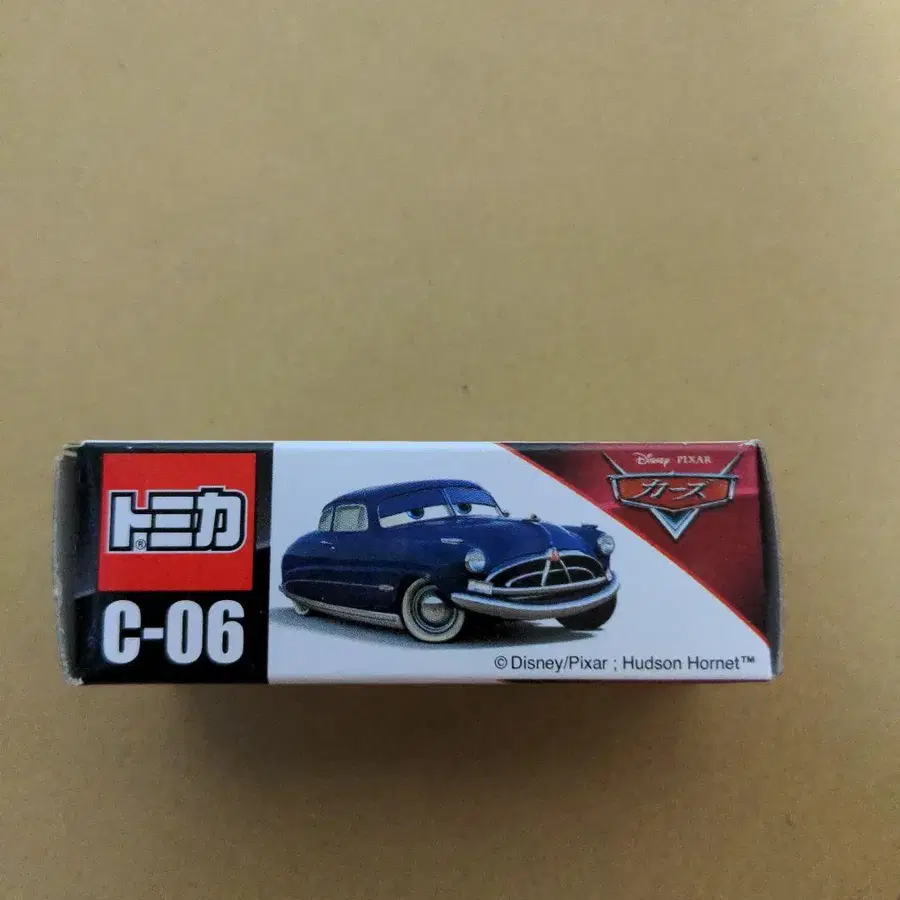 トミカ®
C-06
Disney PIXAR
カーズ
©Disney/Pixar ; Hudson Hornet™